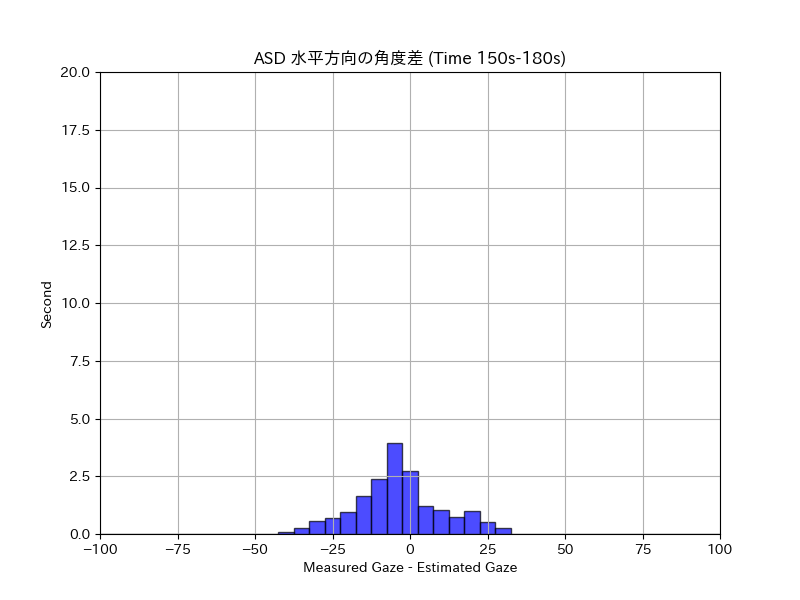 ASD 水平方向の角度差 (Time 150s-180s)
20.0
17.5
15.0
12.5
10.0
7.5
5.0
2.5
0.0
Second
−100 −75 −50 −25 0 25 50 75 100
Measured Gaze - Estimated Gaze